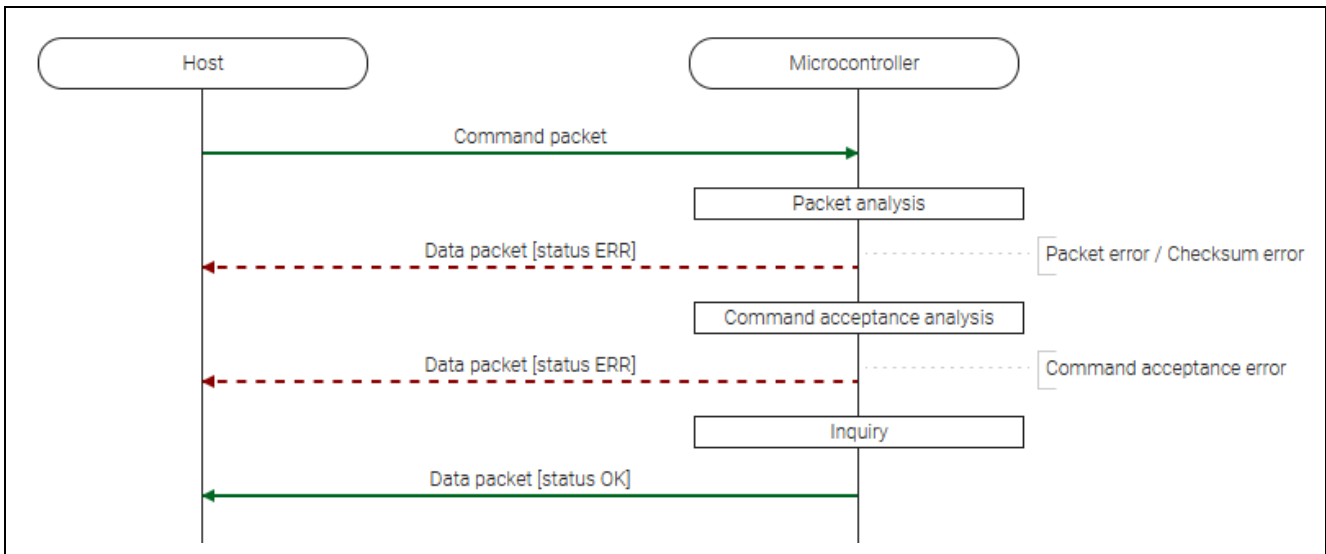 Host
Microcontroller
Command packet
Packet analysis
Data packet [status ERR]
Packet error / Checksum error
Command acceptance analysis
Data packet [status ERR]
Command acceptance error
Inquiry
Data packet [status OK]